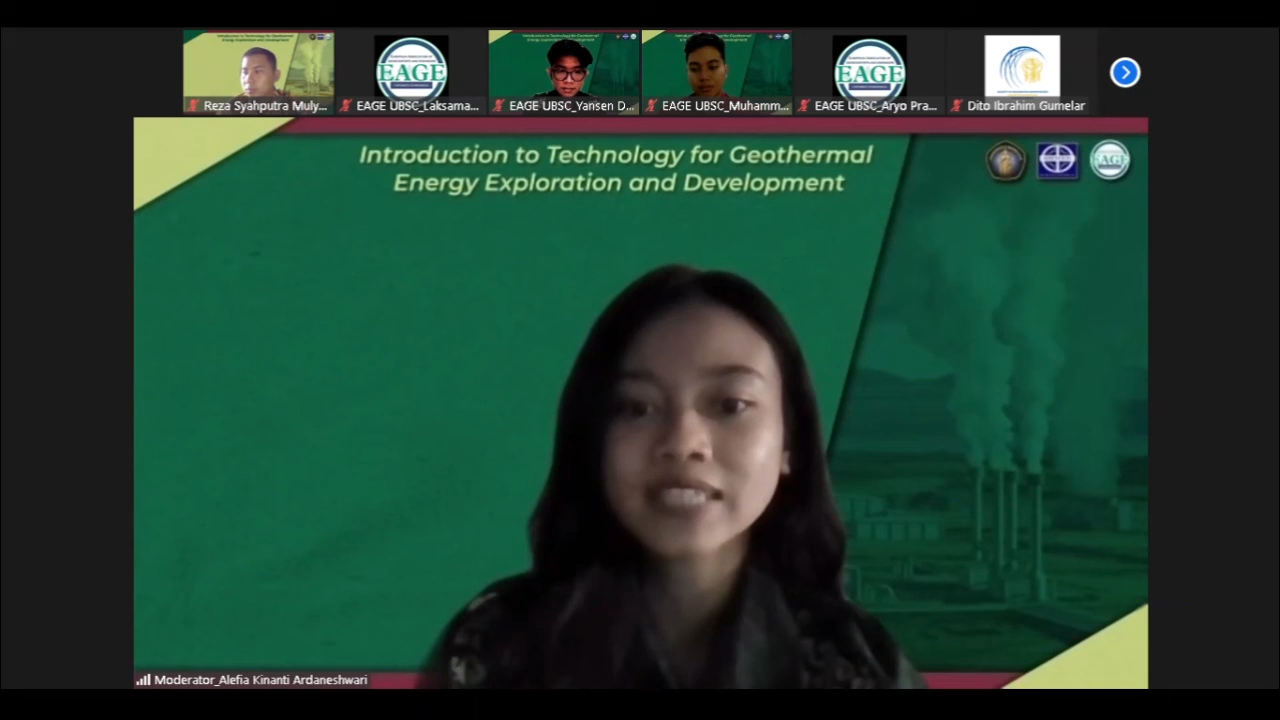 Reza Syahputra Muly...
EAGE
EAGE UBSC_Laksama...
EAGE UBSC_Yansen D...
EAGE UBSC_Muhamm...
EAGE
EAGE UBSC_Aryo Pra...
Dito Ibrahim Gumelar
Introduction to Technology for Geothermal
Energy Exploration and Development
EAGE
Moderator_Alefia Kinanti Ardaneshwari